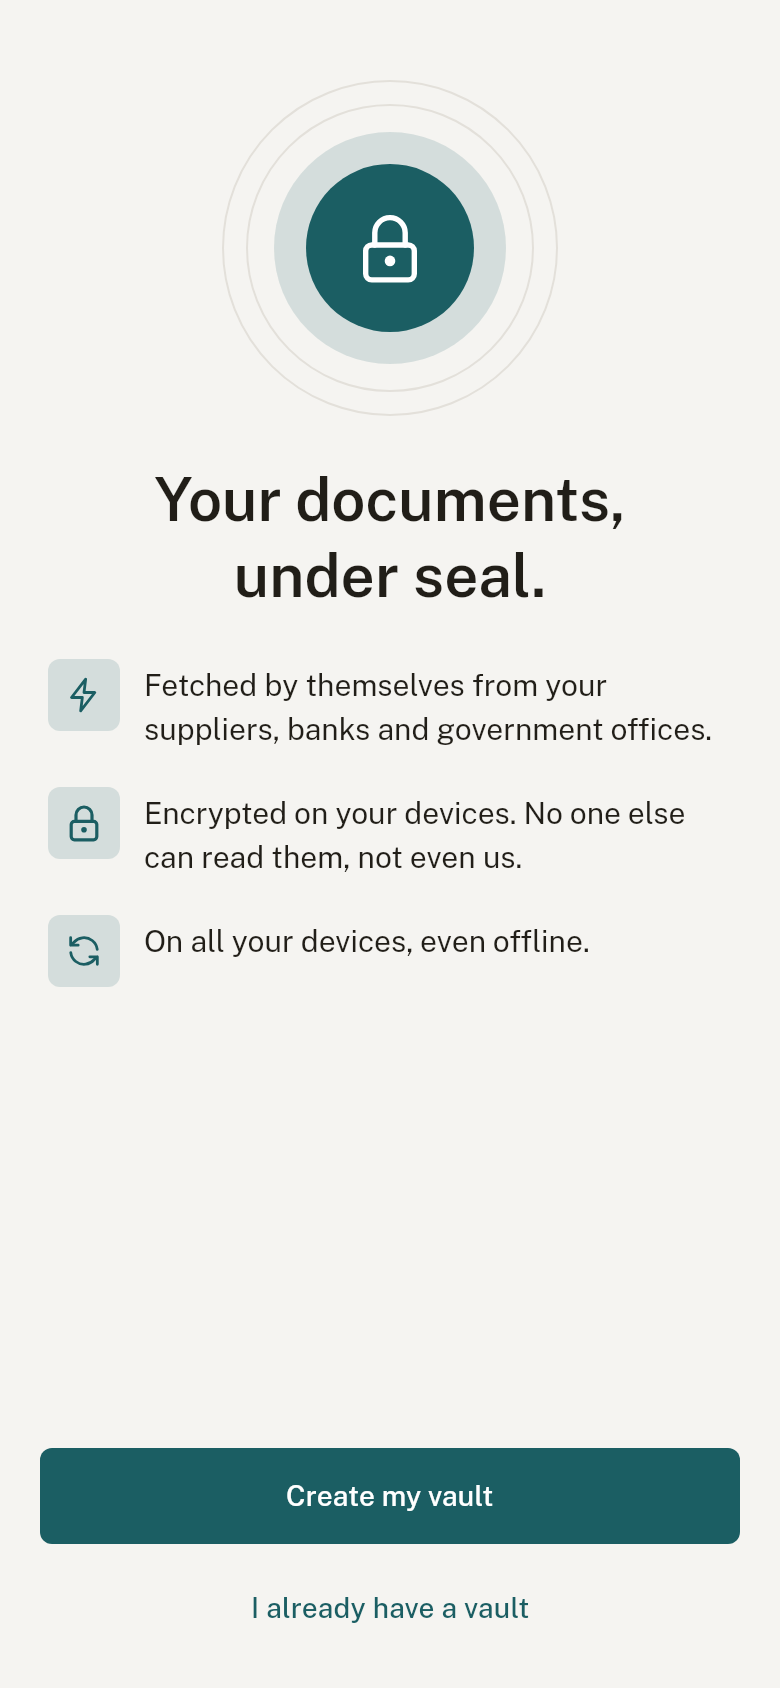 Your documents,
under seal.
Fetched by themselves from your
suppliers, banks and government offices.
Encrypted on your devices. No one else
can read them, not even us.
On all your devices, even offline.
Create my vault
I already have a vault